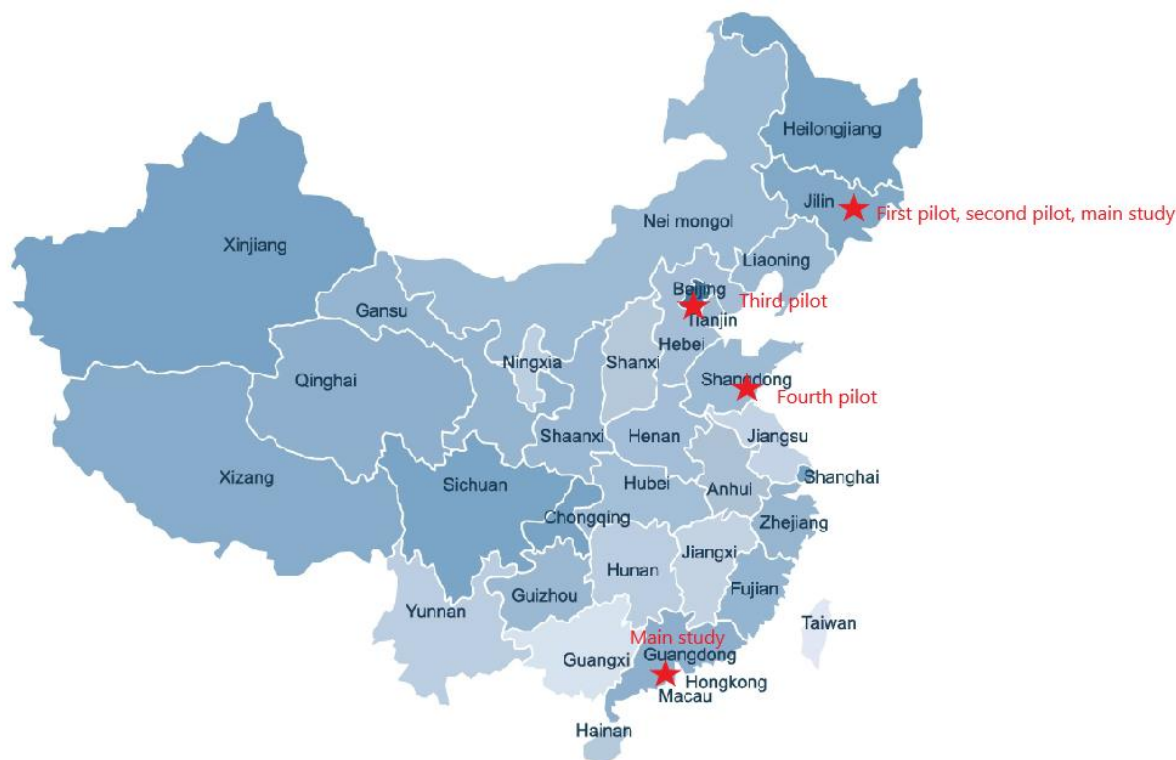 Heilongjiang
Jilin
First pilot, second pilot, main study
Nei mongol
Xinjiang
Liaoning
Beijing
Third pilot
Gansu
Tianjin
Hebei
Ningxia
Shanxi
Qinghai
Shangdong
Fourth pilot
Shaanxi
Henan
Jiangsu
Xizang
Sichuan
Hubei
Anhui
Shanghai
Chongqing
Zhejiang
Jiangxi
Hunan
Guizhou
Fujian
Yunnan
Taiwan
Main study
Guangdong
Guangxi
Hongkong
Macau
Hainan